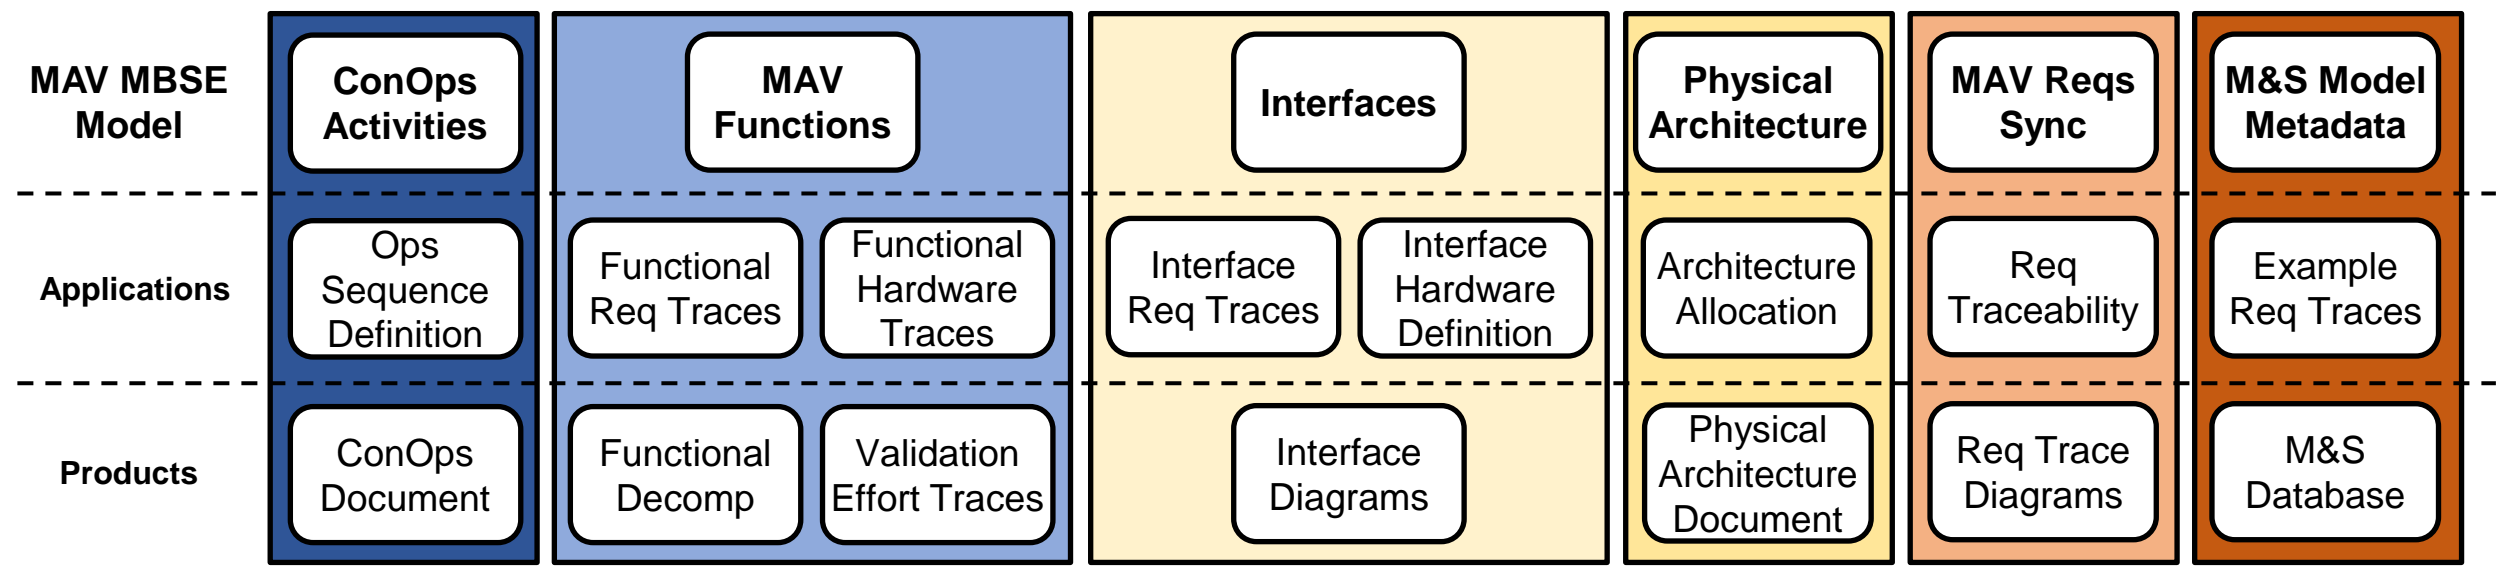 MAV MBSE
Model
ConOps
Activities
MAV
Functions
Interfaces
Physical
Architecture
MAV Reqs
Sync
M&S Model
Metadata
Applications
Ops
Sequence
Definition
Functional
Req Traces
Functional
Hardware
Traces
Interface
Req Traces
Interface
Hardware
Definition
Architecture
Allocation
Req
Traceability
Example
Req Traces
Products
ConOps
Document
Functional
Decomp
Validation
Effort Traces
Interface
Diagrams
Physical
Architecture
Document
Req Trace
Diagrams
M&S
Database